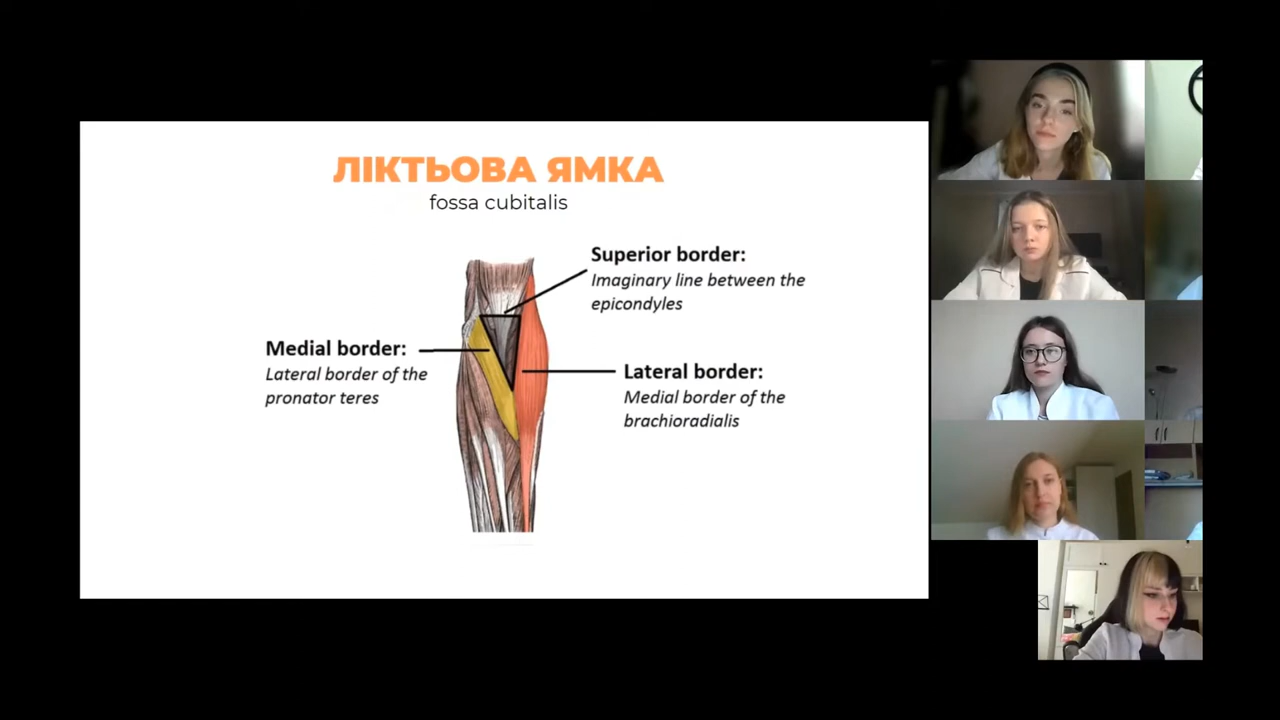 ЛІКТЬОВА ЯМКА
fossa cubitalis
Superior border:
Imaginary line between the
epicondyles
Medial border:
Lateral border of the
pronator teres
Lateral border:
Medial border of the
brachioradialis